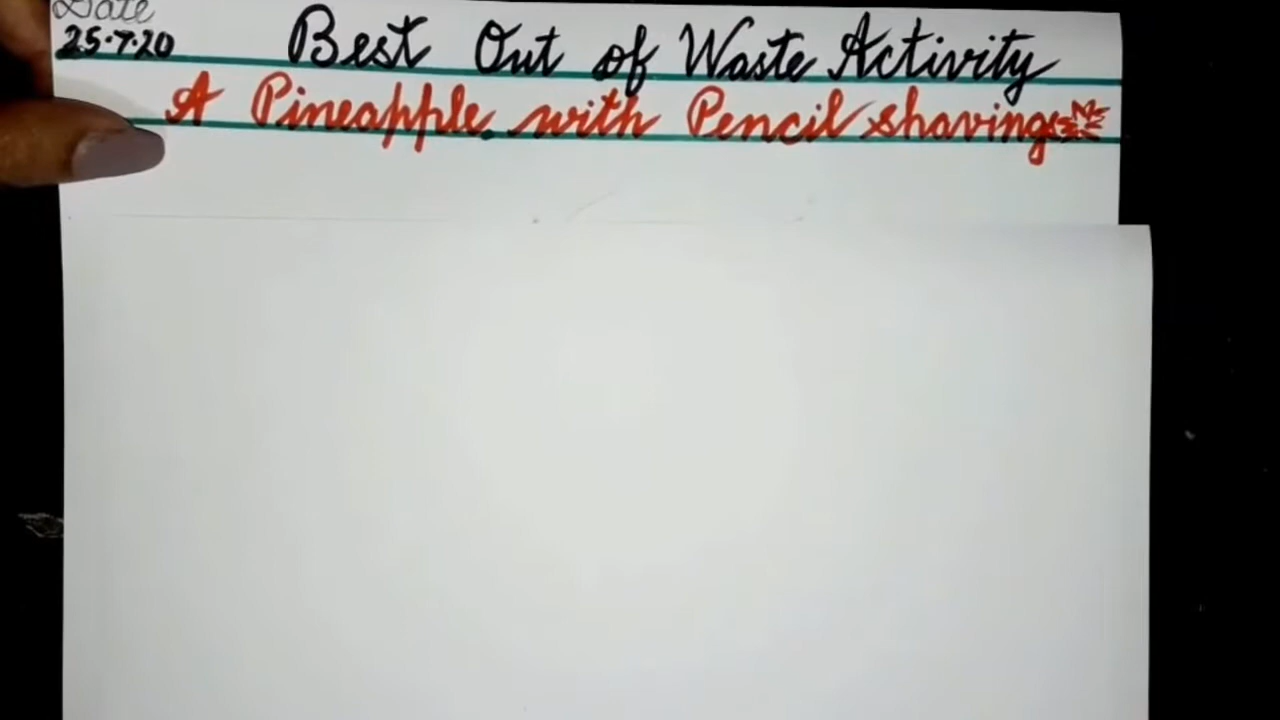 Date
25·7·20
Best Out of Waste Activity
A Pineapple. with Pencil shavings